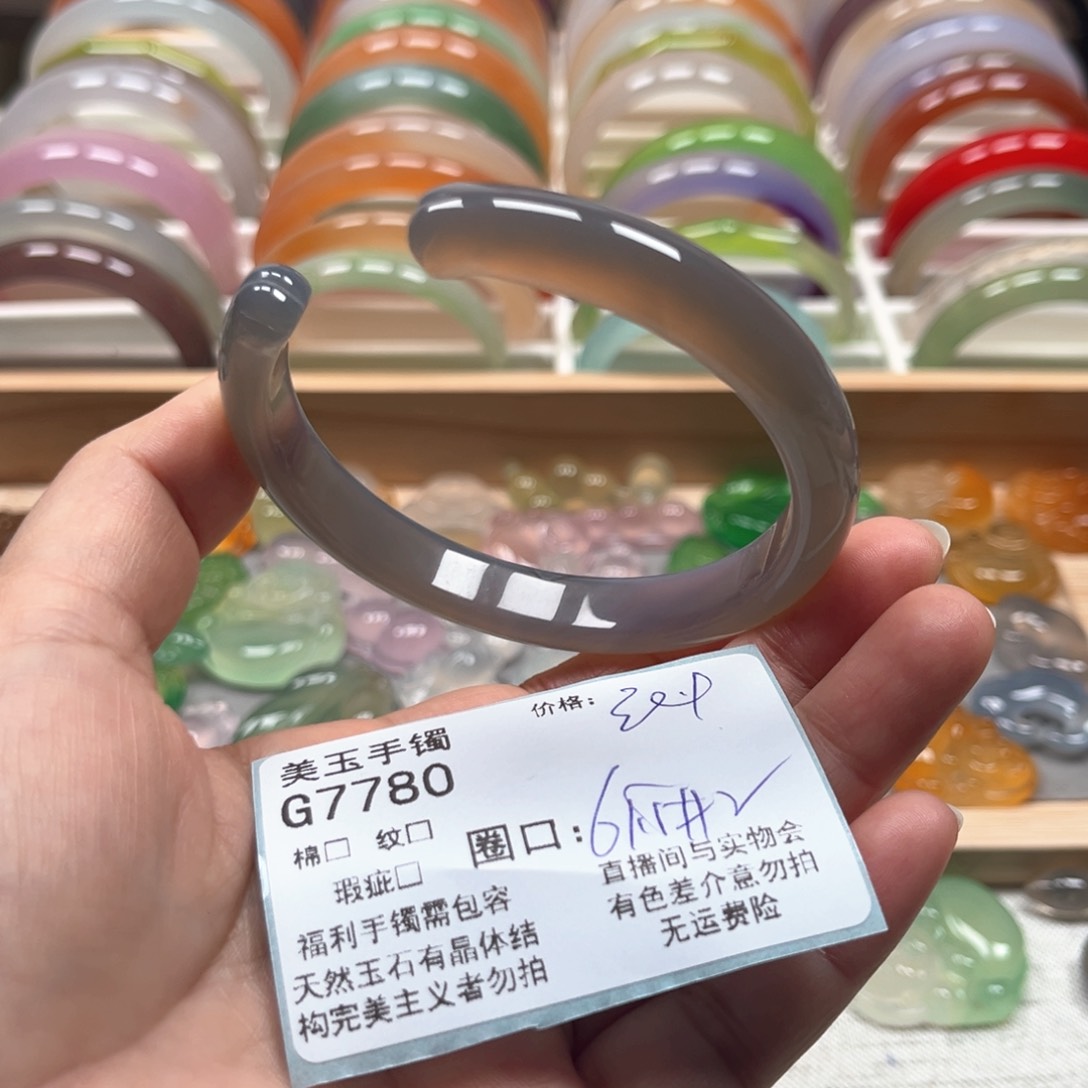 价格:
美玉手镯
G7780
棉□ 纹□
圈口:
瑕疵□
福利手镯需包容
天然玉石有晶体结
构完美主义者勿拍
直播间与实物会
有色差介意勿拍
无运费险